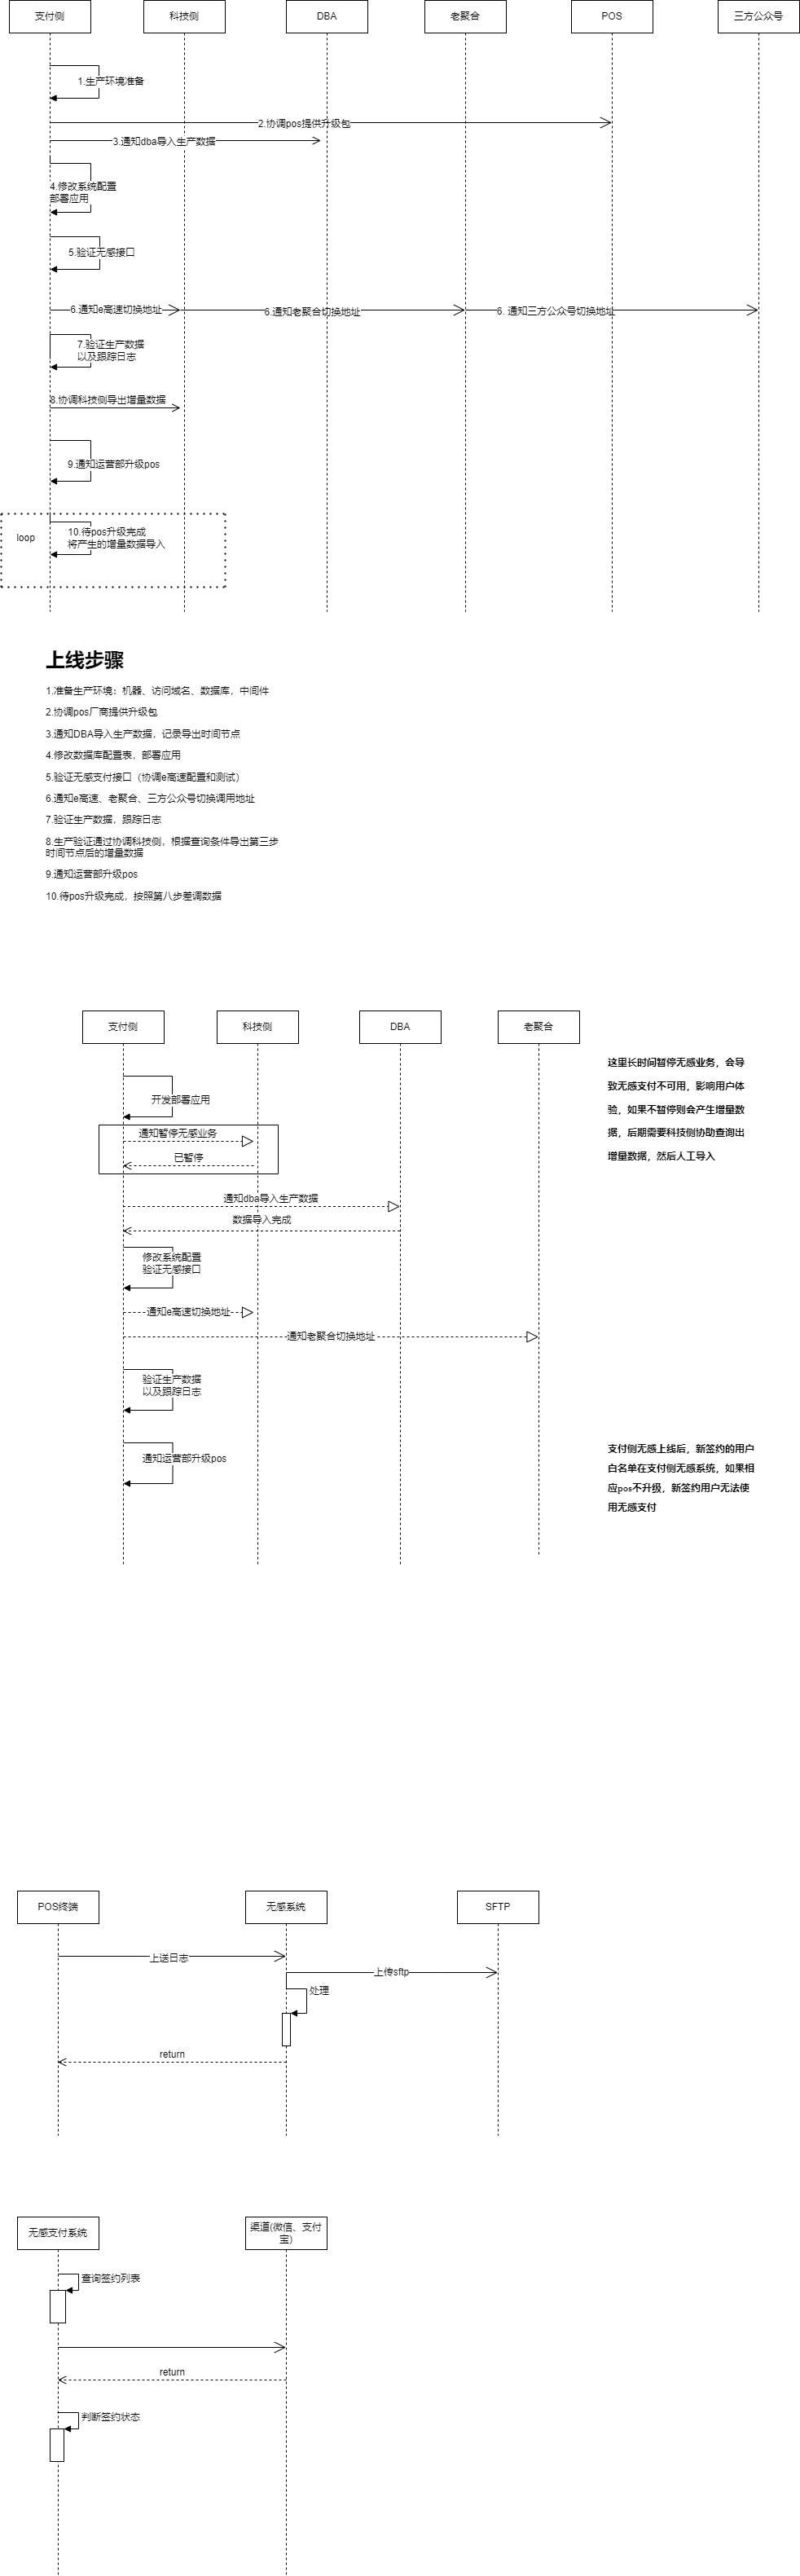 支付侧
科技侧
DBA
老聚合
POS
三方公众号
1.生产环境准备
2.协调pos提供升级包
3.通知dba导入生产数据
4.修改系统配置
部署应用
5.验证无感接口
6.通知e高速切换地址
6.通知老聚合切换地址
6. 通知三方公众号切换地址
7.验证生产数据
以及跟踪日志
8.协调科技侧导出增量数据
9.通知运营部升级pos
loop
10.待pos升级完成
将产生的增量数据导入
上线步骤
1.准备生产环境：机器、访问域名、数据库，中间件
2.协调pos厂商提供升级包
3.通知DBA导入生产数据，记录导出时间节点
4.修改数据库配置表，部署应用
5.验证无感支付接口（协调e高速配置和测试）
6.通知e高速、老聚合、三方公众号切换调用地址
7.验证生产数据，跟踪日志
8.生产验证通过协调科技侧，根据查询条件导出第三步
时间节点后的增量数据
9.通知运营部升级pos
10.待pos升级完成，按照第八步差调数据
支付侧
科技侧
DBA
老聚合
开发部署应用
通知暂停无感业务
已暂停
通知dba导入生产数据
数据导入完成
修改系统配置
验证无感接口
通知e高速切换地址
通知老聚合切换地址
验证生产数据
以及跟踪日志
通知运营部升级pos
这里长时间暂停无感业务，会导
致无感支付不可用，影响用户体
验，如果不暂停则会产生增量数
据，后期需要科技侧协助查询出
增量数据，然后人工导入
支付侧无感上线后，新签约的用户
白名单在支付侧无感系统，如果相
应pos不升级，新签约用户无法使
用无感支付
POS终端
无感系统
SFTP
上送日志
上传sftp
处理
return
无感支付系统
渠道(微信、支付
宝)
查询签约列表
return
判断签约状态